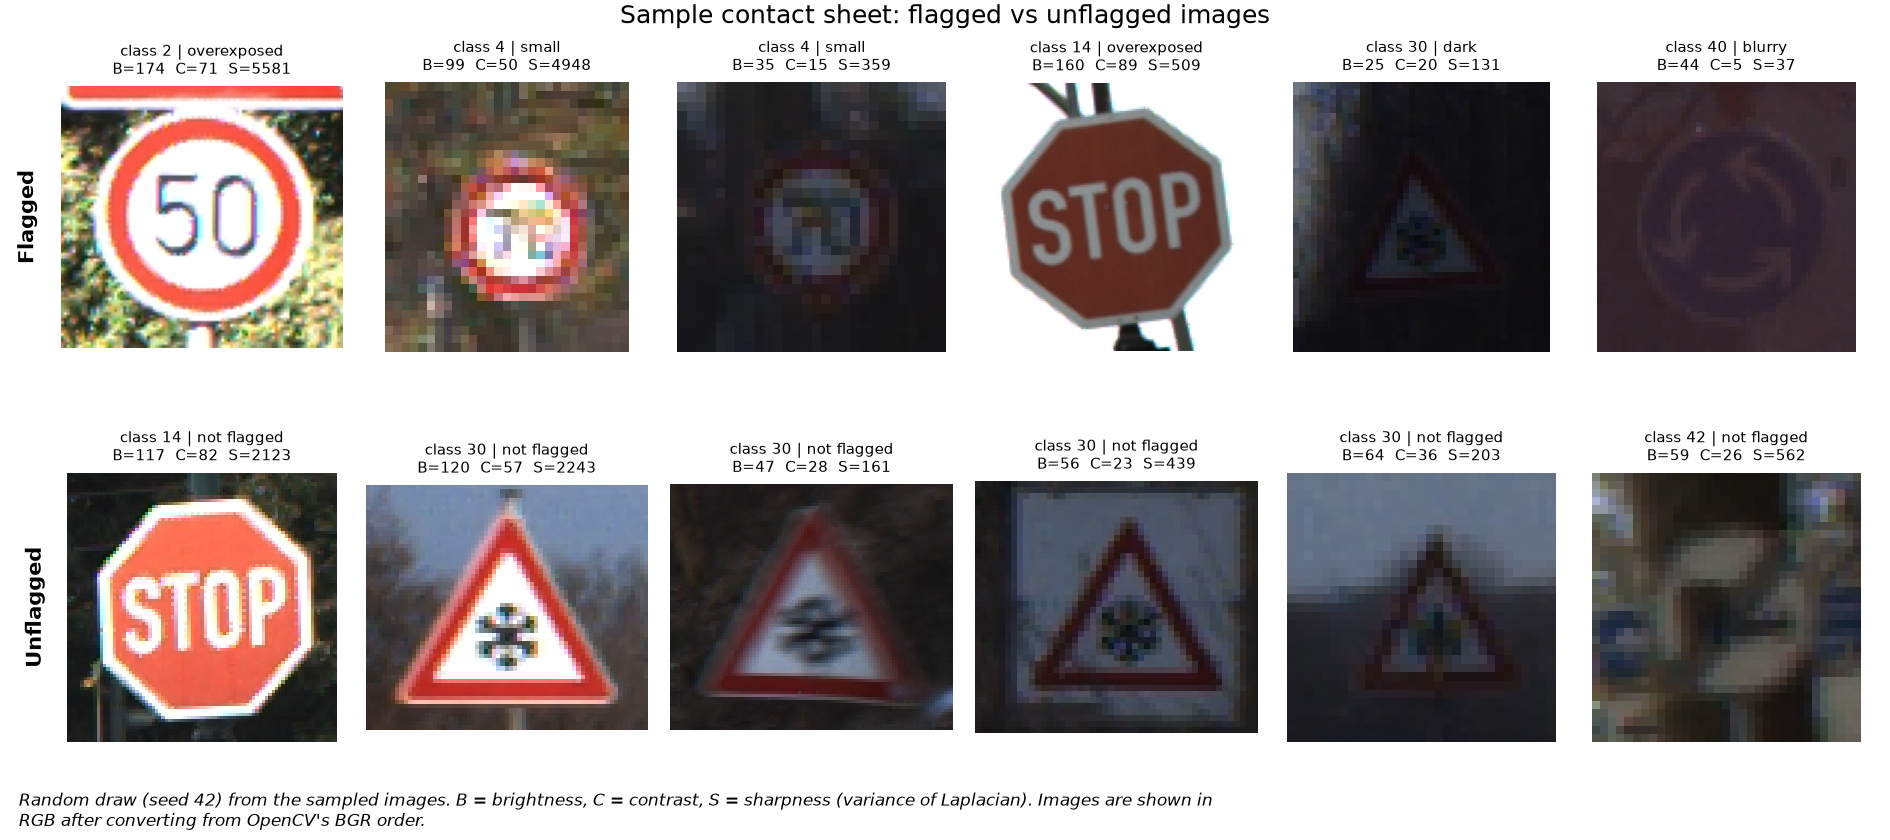 Sample contact sheet: flagged vs unflagged images
Flagged
class 2 | overexposed
B=174 C=71 S=5581
50
class 4 | small
B=99 C=50 S=4948
70
class 4 | small
B=35 C=15 S=359
70
class 14 | overexposed
B=160 C=89 S=509
STOP
class 30 | dark
B=25 C=20 S=131
class 40 | blurry
B=44 C=5 S=37
Unflagged
class 14 | not flagged
B=117 C=82 S=2123
STOP
class 30 | not flagged
B=120 C=57 S=2243
class 30 | not flagged
B=47 C=28 S=161
class 30 | not flagged
B=56 C=23 S=439
class 30 | not flagged
B=64 C=36 S=203
class 42 | not flagged
B=59 C=26 S=562
Random draw (seed 42) from the sampled images. B = brightness, C = contrast, S = sharpness (variance of Laplacian). Images are shown in
RGB after converting from OpenCV's BGR order.